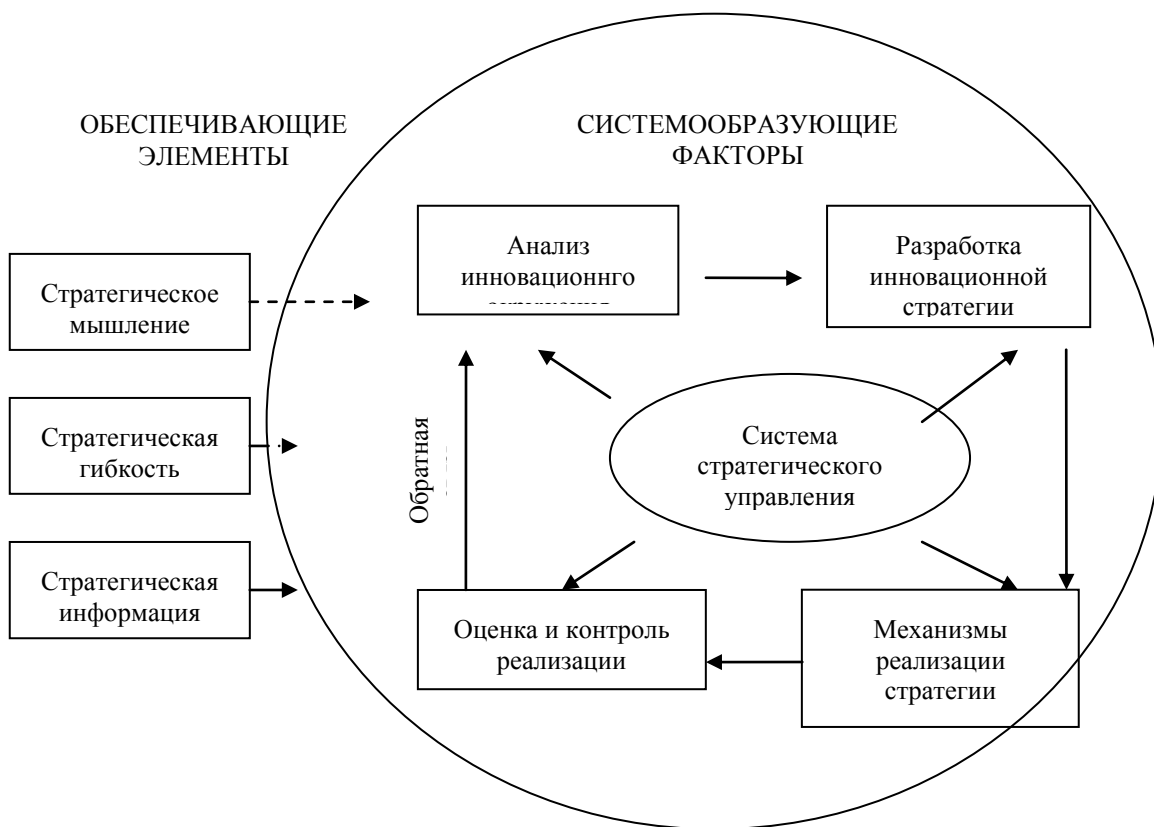 ОБЕСПЕЧИВАЮЩИЕ
ЭЛЕМЕНТЫ
СИСТЕМООБРАЗУЮЩИЕ
ФАКТОРЫ
Стратегическое
мышление
Стратегическая
гибкость
Стратегическая
информация
Анализ
инновационнго
Разработка
инновационной
стратегии
Обратная
Система
стратегического
управления
Оценка и контроль
реализации
Механизмы
реализации
стратегии